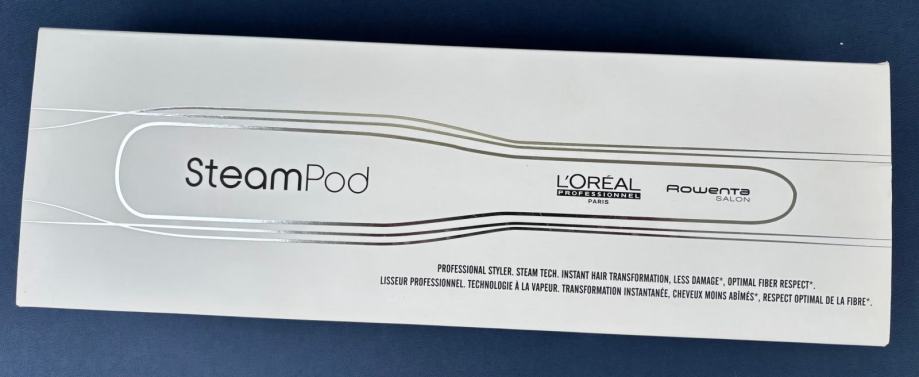 SteamPod
L'ORÉAL
PROFESSIONNEL
PARIS
Rowenta
SALON
PROFESSIONAL STYLER. STEAM TECH. INSTANT HAIR TRANSFORMATION, LESS DAMAGE*, OPTIMAL FIBER RESPECT*.
LISSEUR PROFESSIONNEL. TECHNOLOGIE À LA VAPEUR. TRANSFORMATION INSTANTANÉE, CHEVEUX MOINS ABÎMÉS*, RESPECT OPTIMAL DE LA FIBRE*.